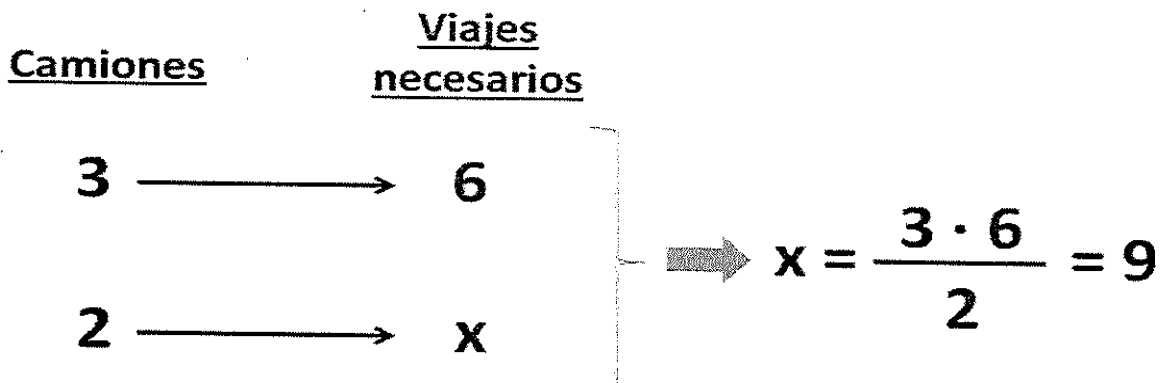 Camiones
Viajes
necesarios
3 → 6
2 → x
x = 3 · 6 / 2 = 9